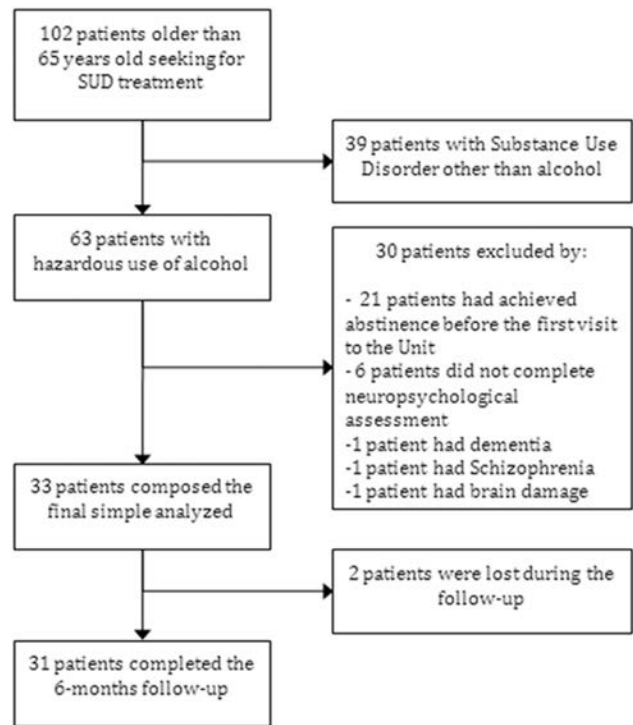 102 patients older than
65 years old seeking for
SUD treatment
39 patients with Substance Use
Disorder other than alcohol
63 patients with
hazardous use of alcohol
30 patients excluded by:
- 21 patients had achieved
abstinence before the first visit
to the Unit
- 6 patients did not complete
neuropsychological
assessment
-1 patient had dementia
-1 patient had Schizophrenia
-1 patient had brain damage
33 patients composed the
final simple analyzed
2 patients were lost during the
follow-up
31 patients completed the
6-months follow-up